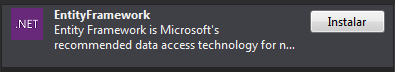 .NET
EntityFramework
Entity Framework is Microsoft's
recommended data access technology for n...
Instalar